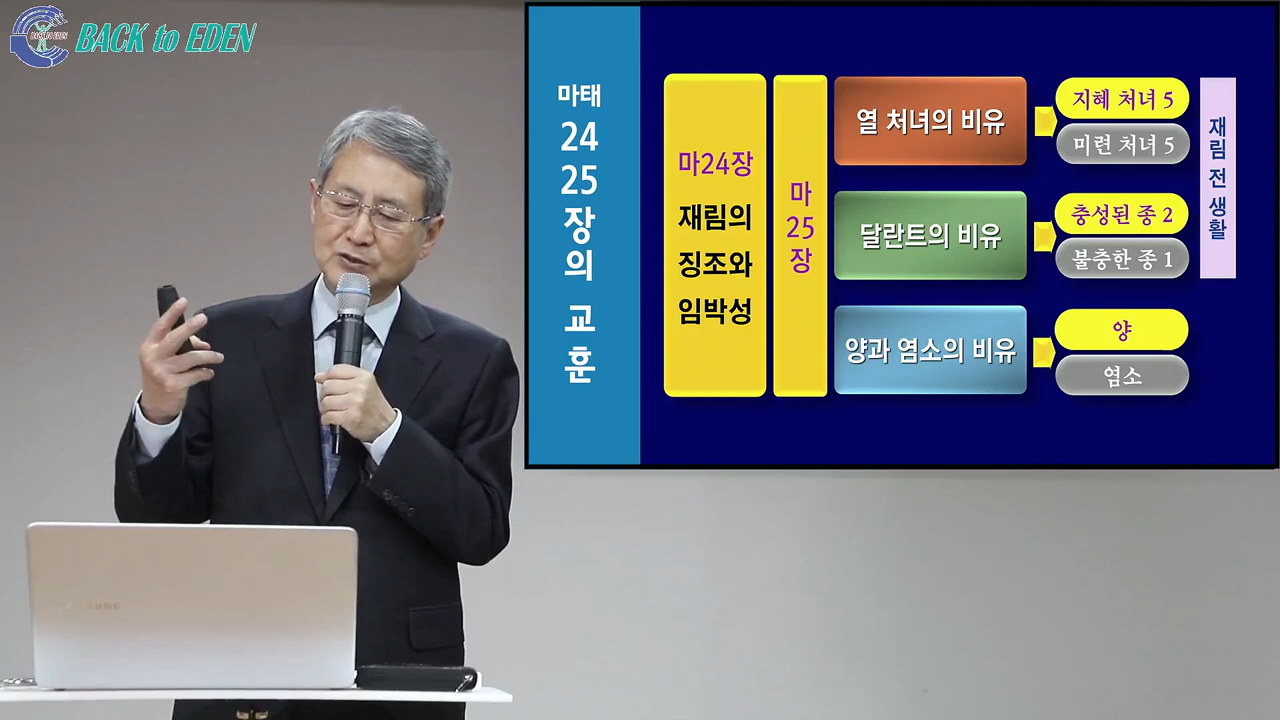 BACK TO EDEN
BACK to EDEN
마태
24
25
장
의
교
훈
마24장
재림의
징조와
임박성
마
25
장
열 처녀의 비유
지혜 처녀 5
미련 처녀 5
달란트의 비유
충성된 종 2
불충한 종 1
양과 염소의 비유
양
염소
재
림
전
생
활